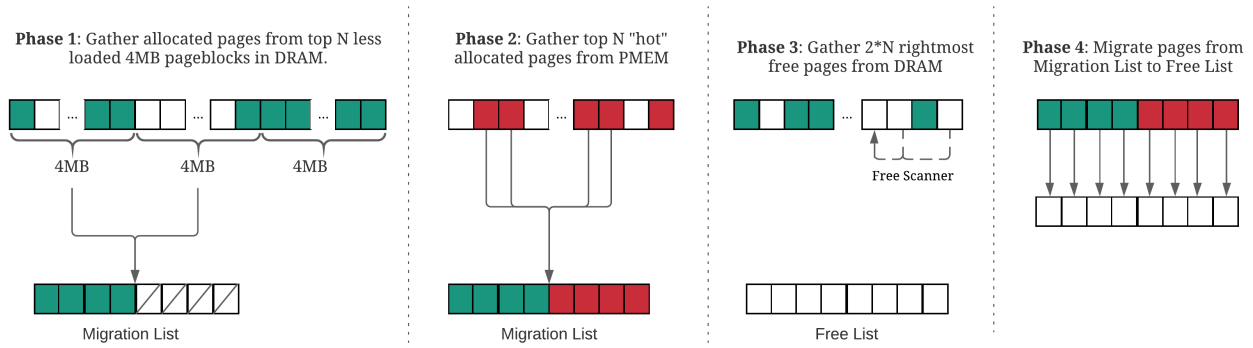 Phase 1: Gather allocated pages from top N less
loaded 4MB pageblocks in DRAM.
... ... ...
4MB 4MB 4MB
Migration List
Phase 2: Gather top N "hot"
allocated pages from PMEM
...
Migration List
Phase 3: Gather 2*N rightmost
free pages from DRAM
...
Free Scanner
Free List
Phase 4: Migrate pages from
Migration List to Free List